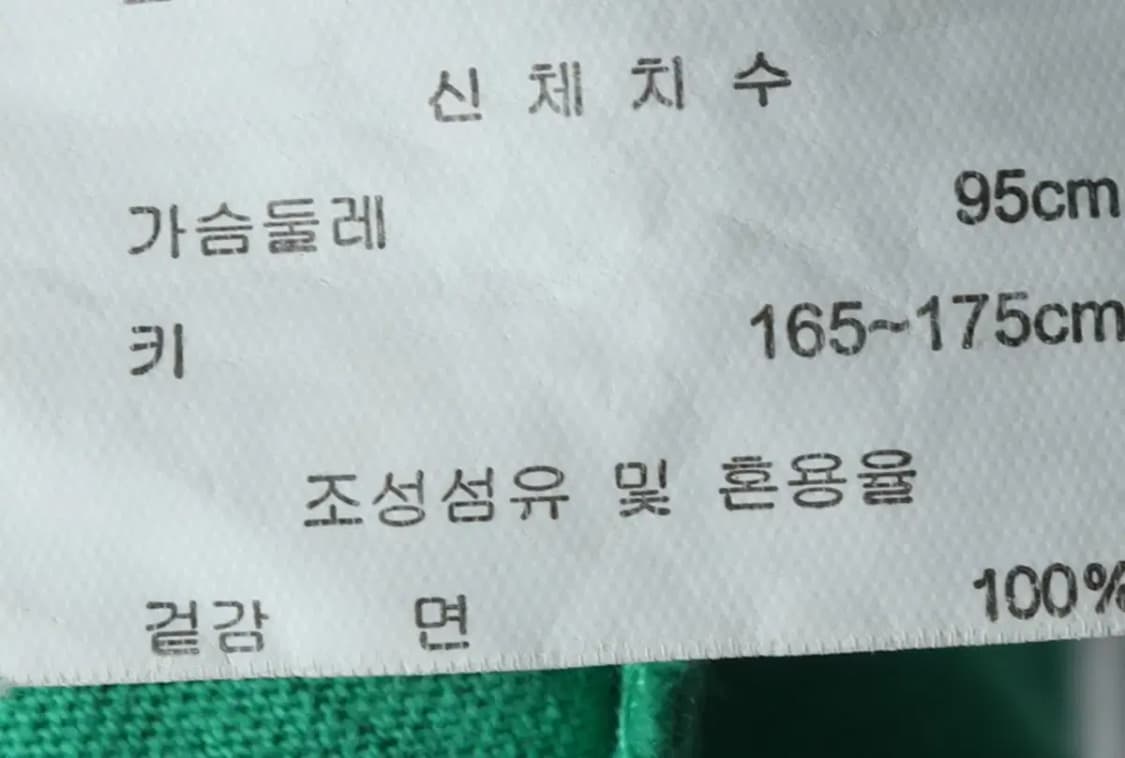 신 체 치 수
가슴둘레 95cm
키 165~175cm
조성섬유 및 혼용율
겉감 면 100%